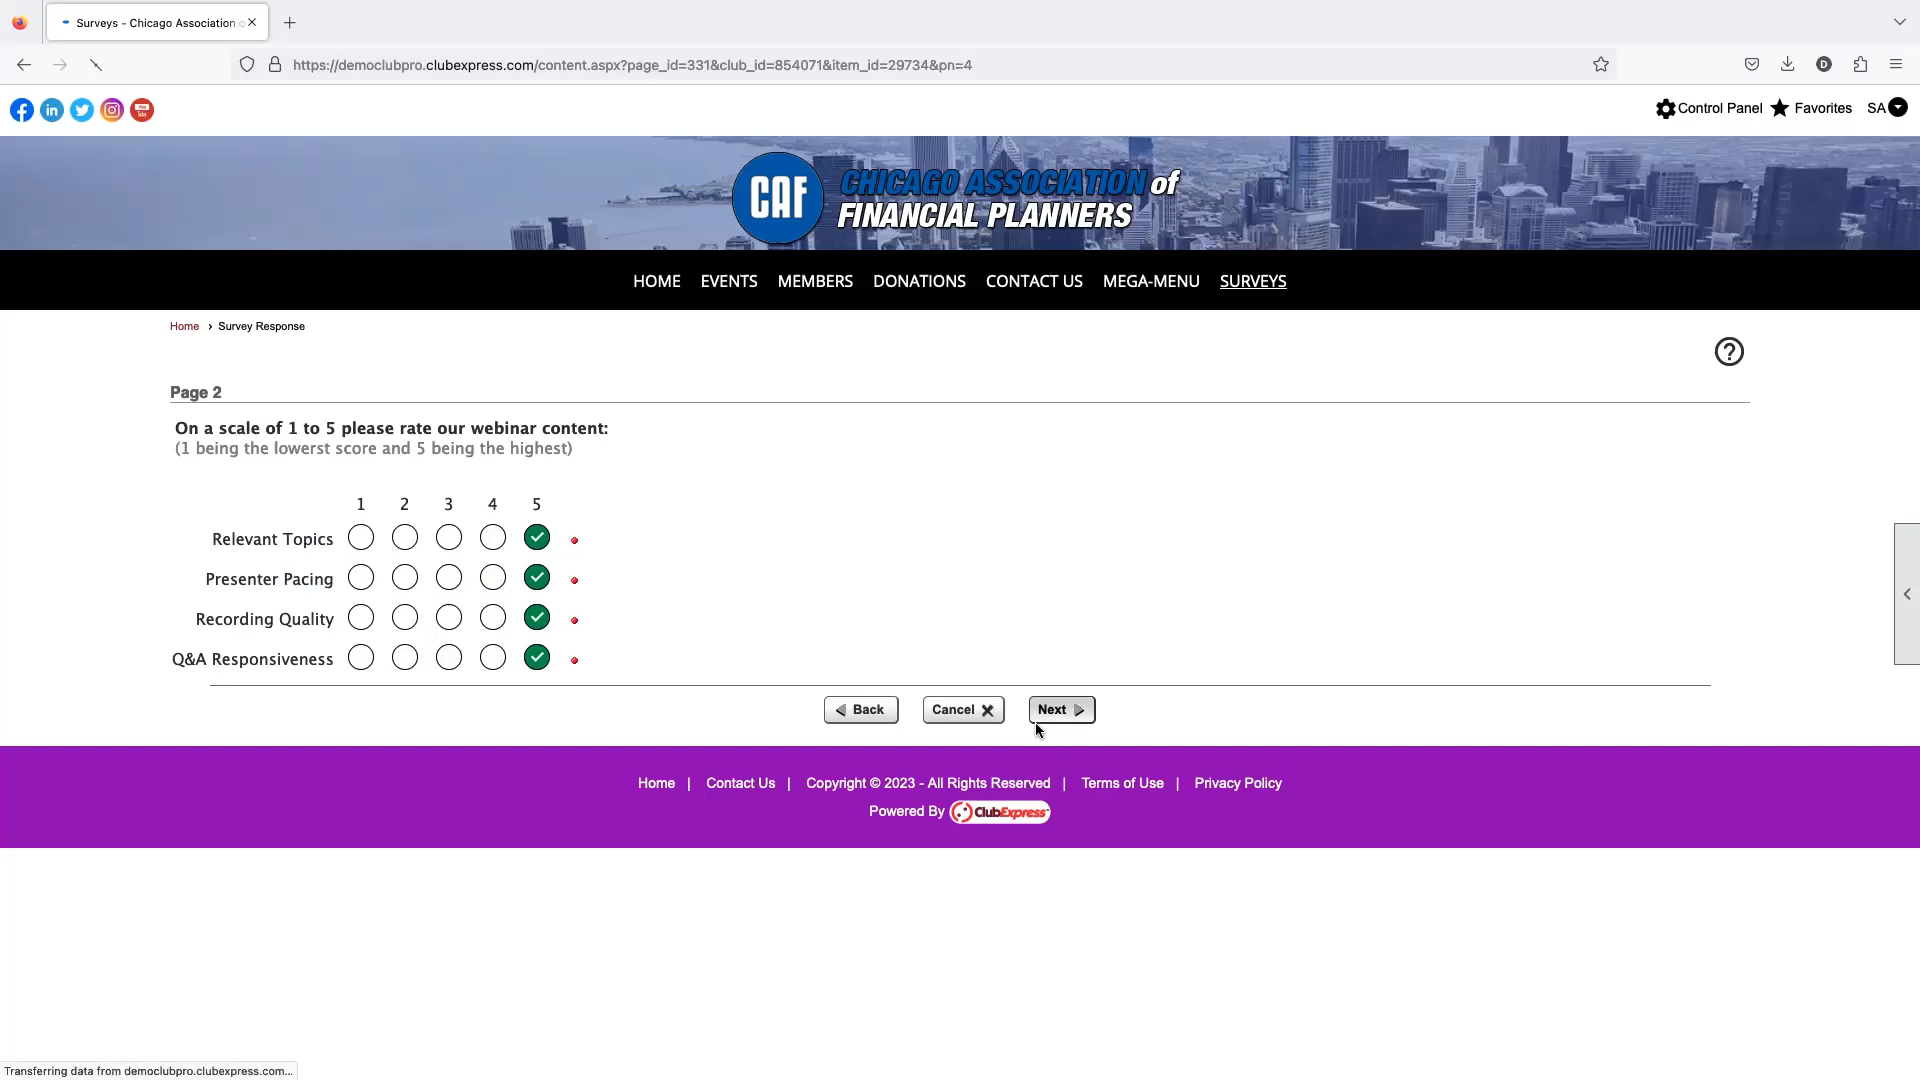 Surveys - Chicago Association
https://democlubpro.clubexpress.com/content.aspx?page_id=331&club_id=854071&item_id=29734&pn=4
D
Control Panel Favorites SA
CAF CHICAGO ASSOCIATION of
FINANCIAL PLANNERS
HOME EVENTS MEMBERS DONATIONS CONTACT US MEGA-MENU SURVEYS
Home › Survey Response
?
Page 2
On a scale of 1 to 5 please rate our webinar content:
(1 being the lowerst score and 5 being the highest)
1 2 3 4 5
Relevant Topics
Presenter Pacing
Recording Quality
Q&A Responsiveness
Back Cancel Next
Home | Contact Us | Copyright © 2023 - All Rights Reserved | Terms of Use | Privacy Policy
Powered By ClubExpress
Transferring data from democlubpro.clubexpress.com...